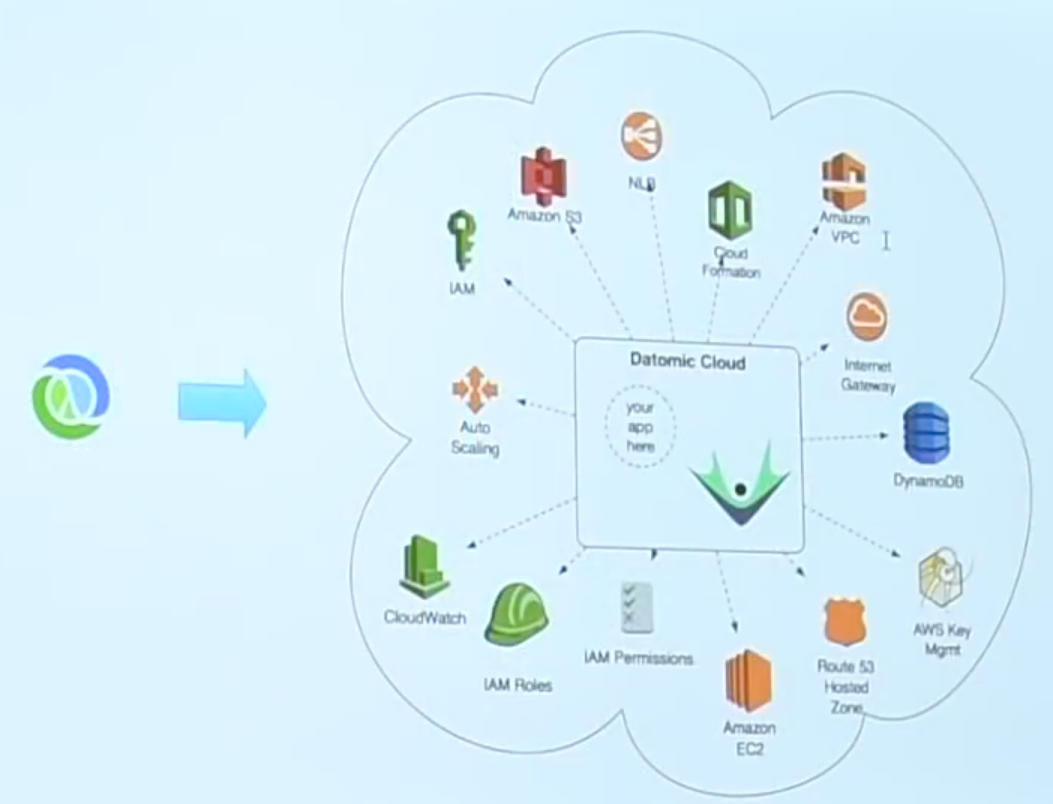 NLB
Amazon S3
Amazon
VPC
Cloud
Formation
IAM
Datomic Cloud
Internet
Gateway
your
app
here
Auto
Scaling
DynamoDB
CloudWatch
AWS Key
Mgmt
IAM Permissions
Route 53
Hosted
Zone
IAM Roles
Amazon
EC2